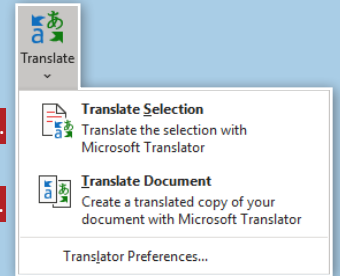 Translate
Translate Selection
Translate the selection with
Microsoft Translator
Translate Document
Create a translated copy of your
document with Microsoft Translator
Translator Preferences...